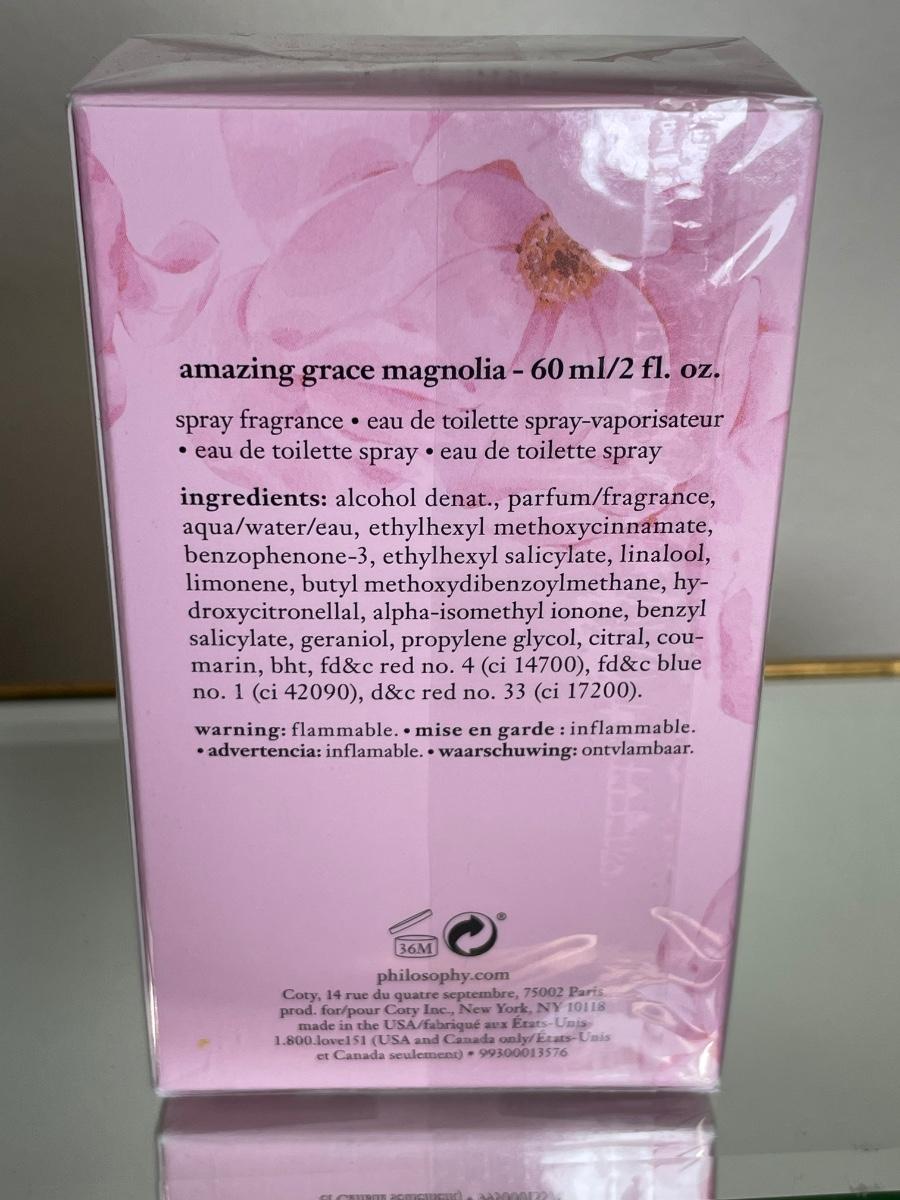 amazing grace magnolia - 60 ml/2 fl. oz.
spray fragrance • eau de toilette spray-vaporisateur
• eau de toilette spray • eau de toilette spray
ingredients: alcohol denat., parfum/fragrance,
aqua/water/eau, ethylhexyl methoxycinnamate,
benzophenone-3, ethylhexyl salicylate, linalool,
limonene, butyl methoxydibenzoylmethane, hy-
droxycitronellal, alpha-isomethyl ionone, benzyl
salicylate, geraniol, propylene glycol, citral, cou-
marin, bht, fd&c red no. 4 (ci 14700), fd&c blue
no. 1 (ci 42090), d&c red no. 33 (ci 17200).
warning: flammable. • mise en garde : inflammable.
• advertencia: inflamable. • waarschuwing: ontvlambaar.
36M ®
philosophy.com
Coty, 14 rue du quatre septembre, 75002 Paris
prod. for/pour Coty Inc., New York, NY 10118
made in the USA/fabriqué aux États-Unis
1.800.love151 (USA and Canada only/États-Unis
et Canada seulement) • 99300013576